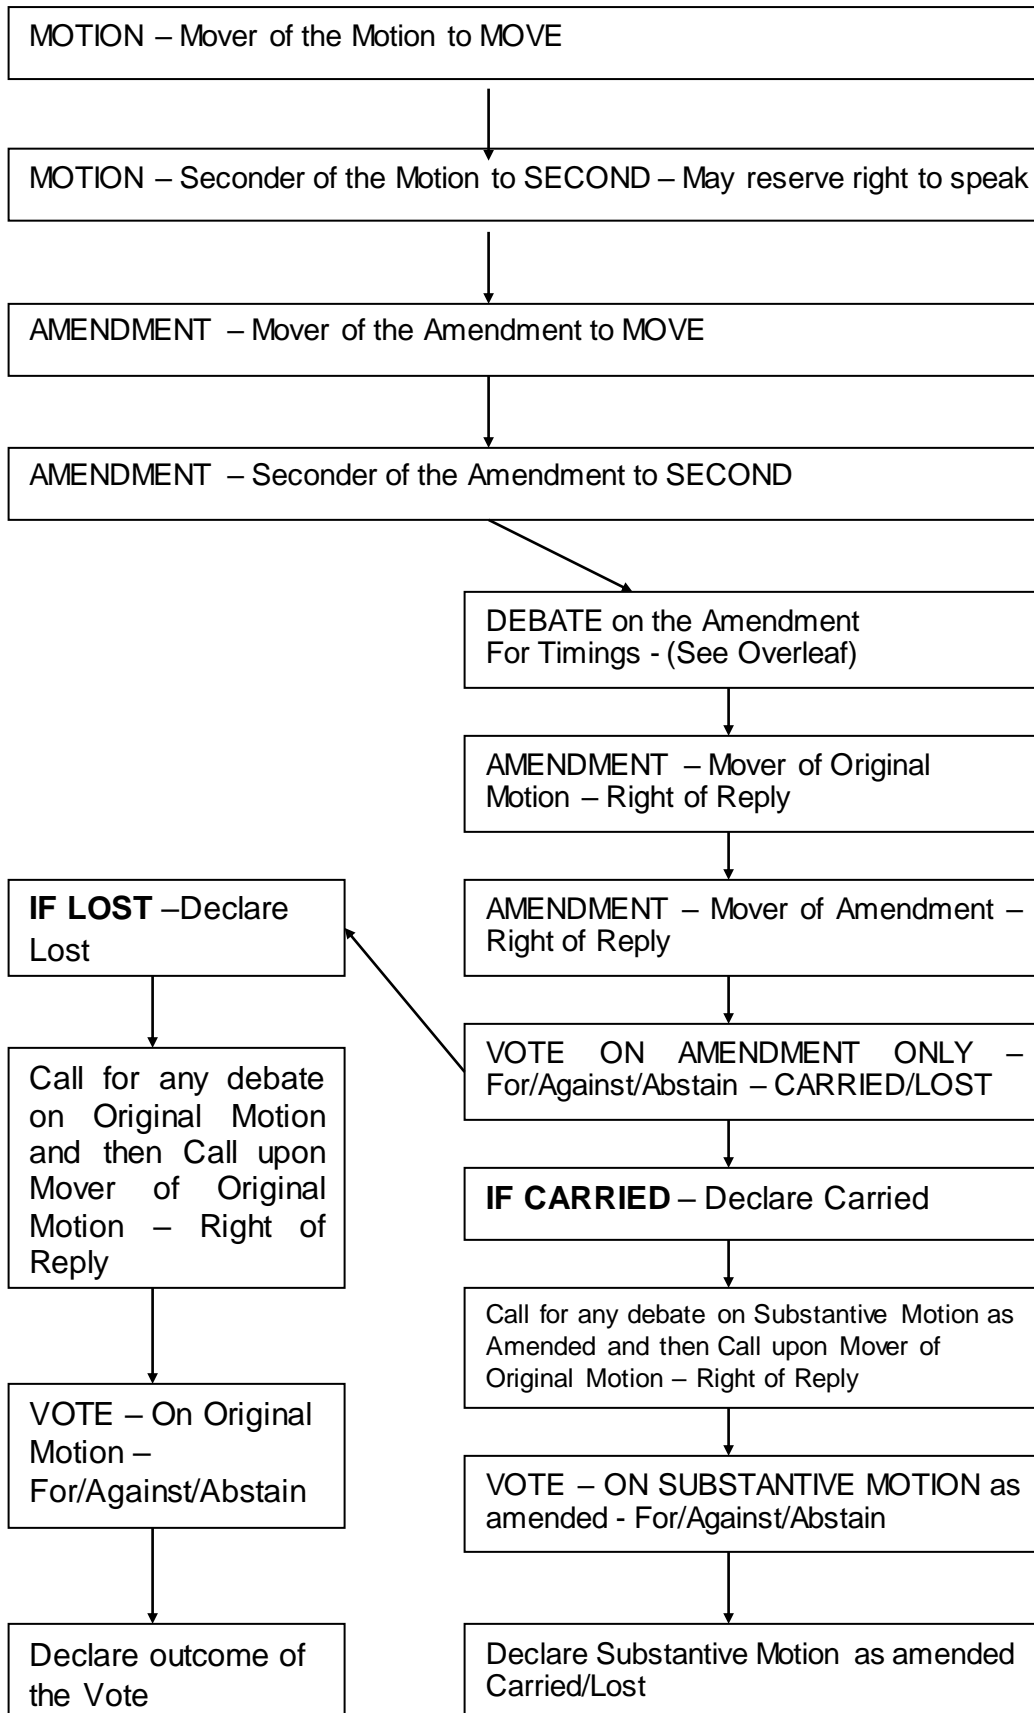 MOTION – Mover of the Motion to MOVE
MOTION – Seconder of the Motion to SECOND – May reserve right to speak
AMENDMENT – Mover of the Amendment to MOVE
AMENDMENT – Seconder of the Amendment to SECOND
DEBATE on the Amendment
For Timings - (See Overleaf)
AMENDMENT – Mover of Original
Motion – Right of Reply
AMENDMENT – Mover of Amendment –
Right of Reply
VOTE ON AMENDMENT ONLY –
For/Against/Abstain – CARRIED/LOST
IF LOST –Declare
Lost
Call for any debate
on Original Motion
and then Call upon
Mover of Original
Motion – Right of
Reply
VOTE – On Original
Motion –
For/Against/Abstain
Declare outcome of
the Vote
IF CARRIED – Declare Carried
Call for any debate on Substantive Motion as
Amended and then Call upon Mover of
Original Motion – Right of Reply
VOTE – ON SUBSTANTIVE MOTION as
amended - For/Against/Abstain
Declare Substantive Motion as amended
Carried/Lost